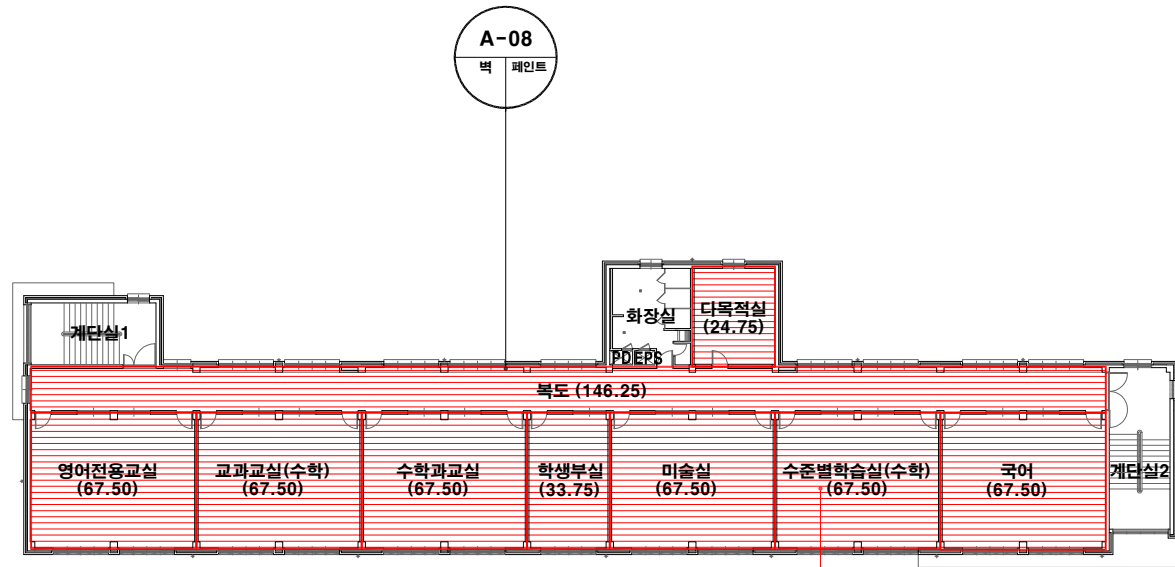 A-08
벽 페인트
계단실1
화장실
다목적실
(24.75)
PDEPS
복도 (146.25)
영어전용교실
(67.50)
교과교실(수학)
(67.50)
수학과교실
(67.50)
학생부실
(33.75)
미술실
(67.50)
수준별학습실(수학)
(67.50)
국어
(67.50)
계단실2